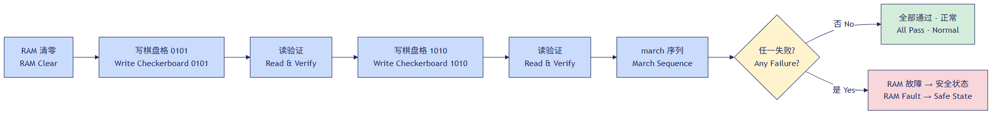 RAM 清零
RAM Clear
写棋盘格 0101
Write Checkerboard 0101
读验证
Read & Verify
写棋盘格 1010
Write Checkerboard 1010
读验证
Read & Verify
march 序列
March Sequence
任一失败?
Any Failure?
否 No
全部通过 - 正常
All Pass - Normal
是 Yes
RAM 故障 → 安全状态
RAM Fault → Safe State